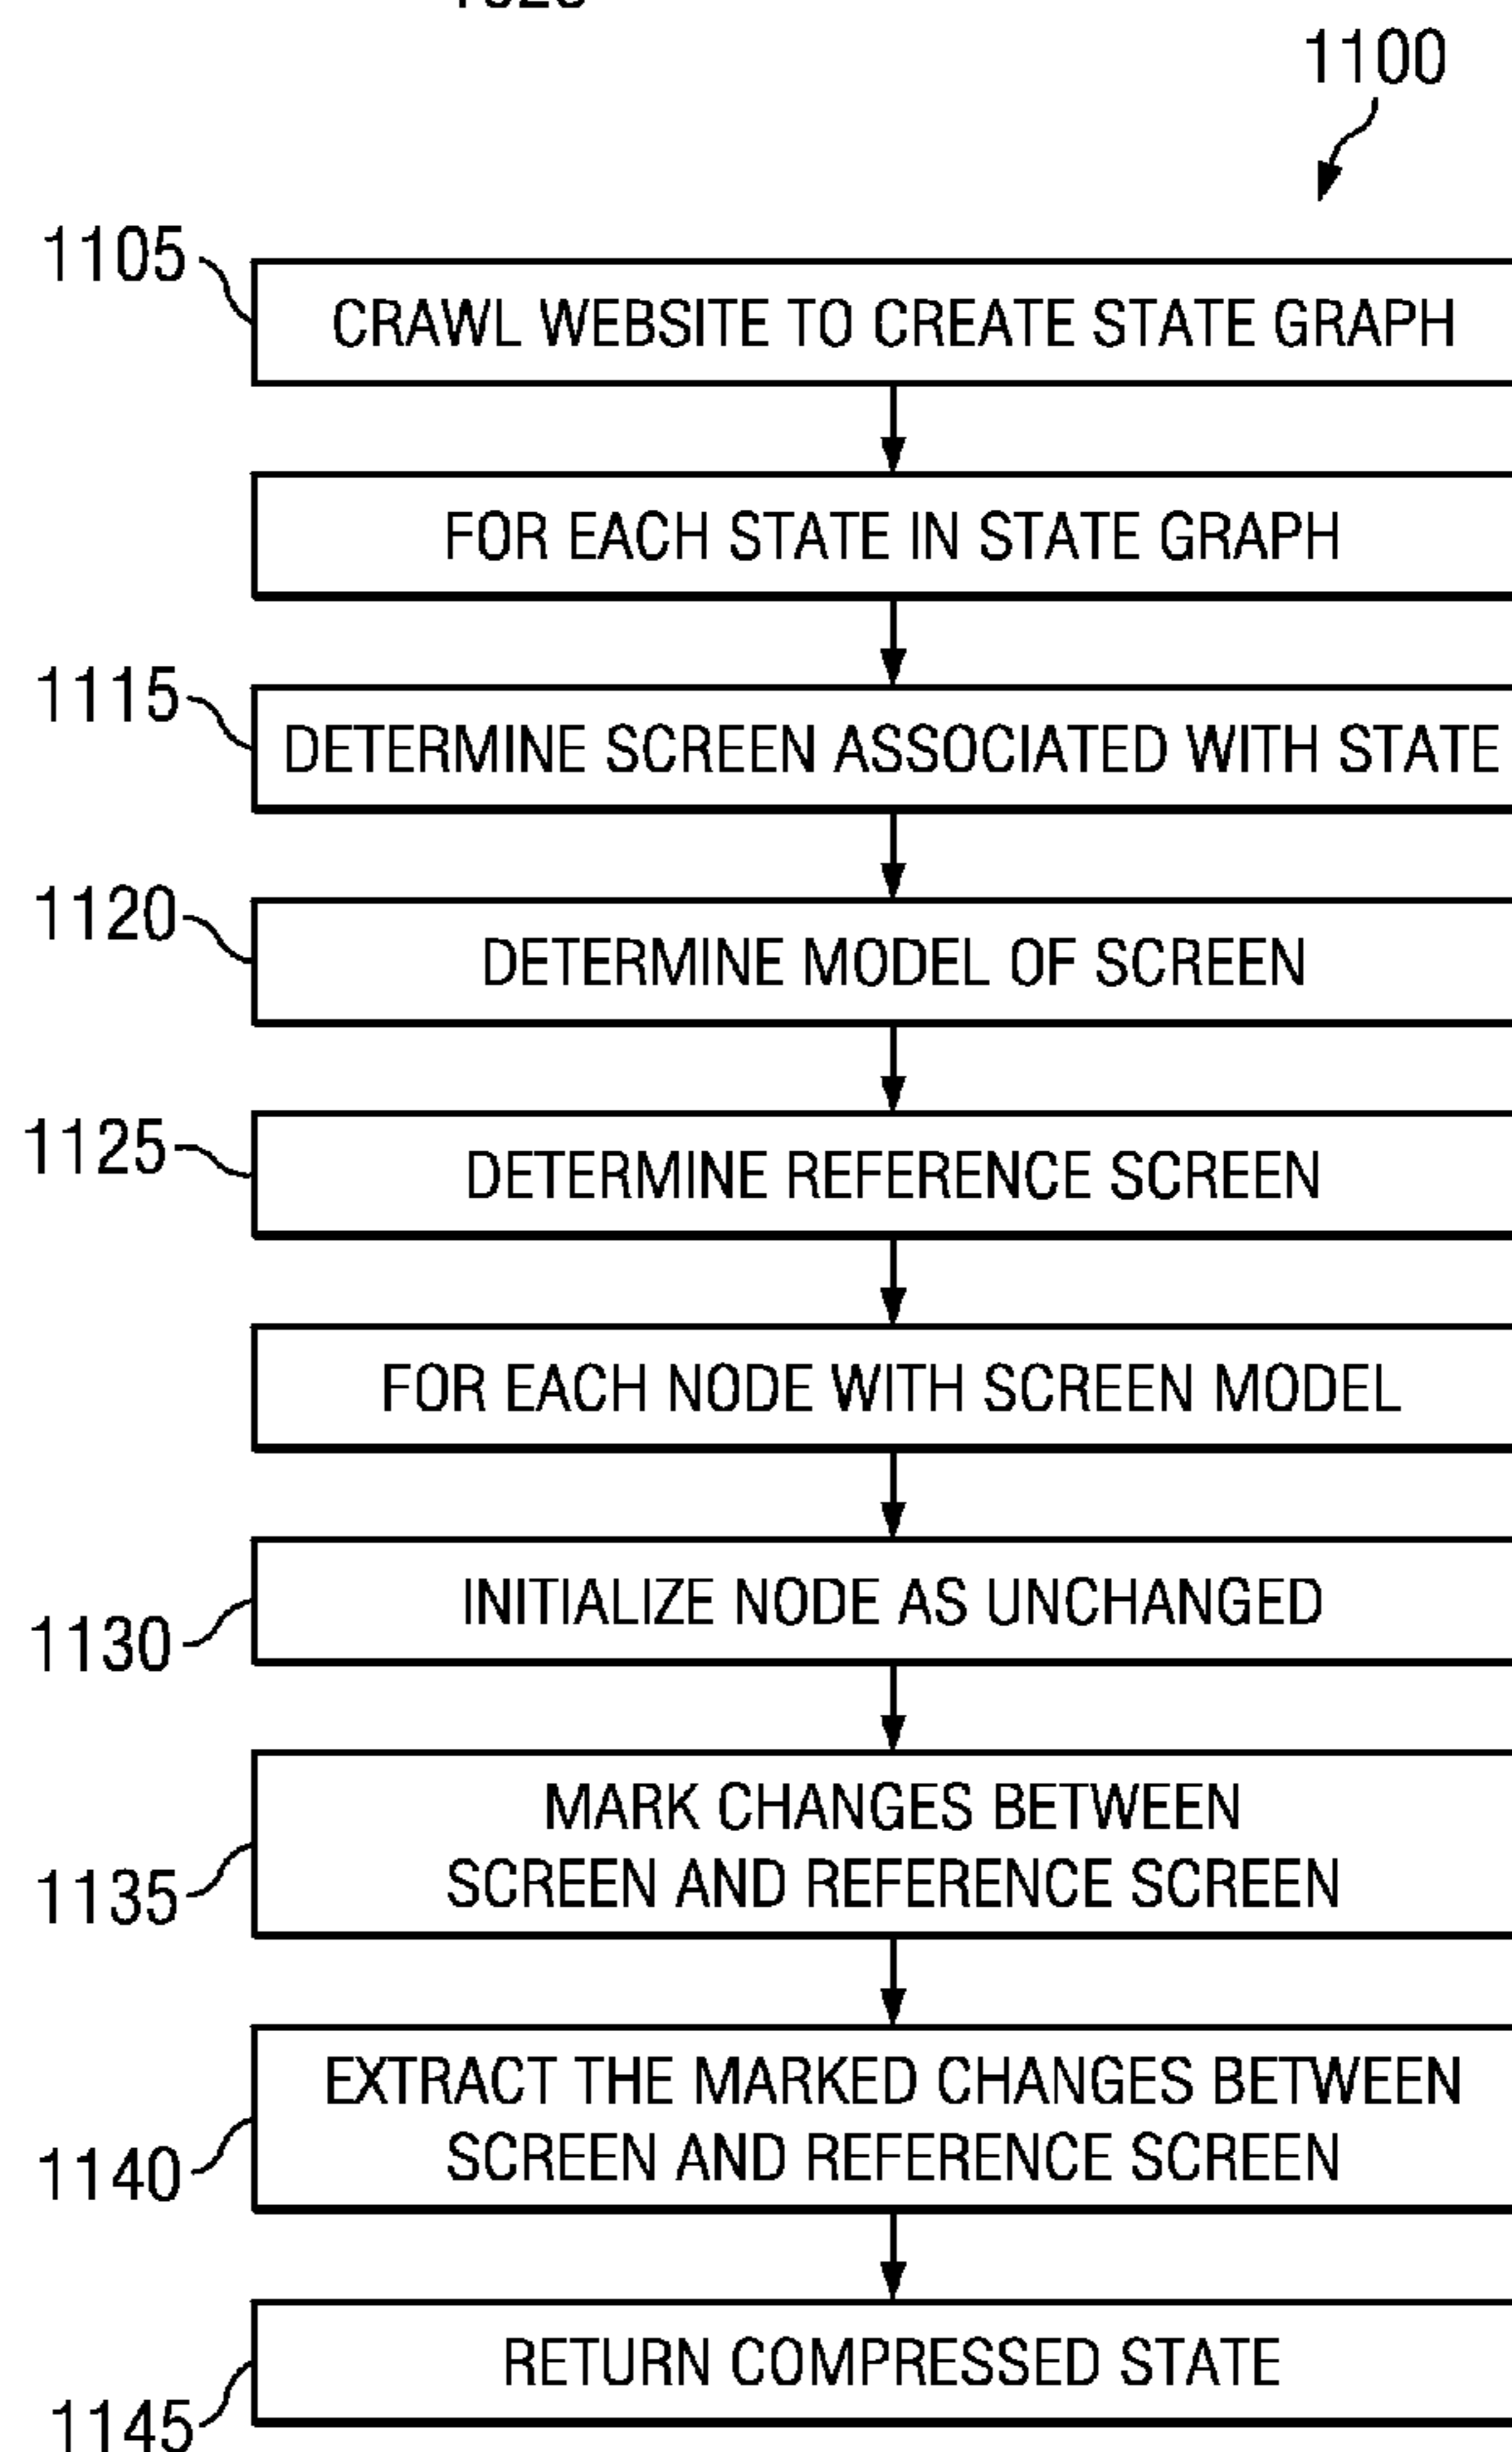 1100
1105
CRAWL WEBSITE TO CREATE STATE GRAPH
FOR EACH STATE IN STATE GRAPH
1115
DETERMINE SCREEN ASSOCIATED WITH STATE
1120
DETERMINE MODEL OF SCREEN
1125
DETERMINE REFERENCE SCREEN
FOR EACH NODE WITH SCREEN MODEL
INITIALIZE NODE AS UNCHANGED
1130
MARK CHANGES BETWEEN
SCREEN AND REFERENCE SCREEN
1135
EXTRACT THE MARKED CHANGES BETWEEN
SCREEN AND REFERENCE SCREEN
1140
RETURN COMPRESSED STATE
1145